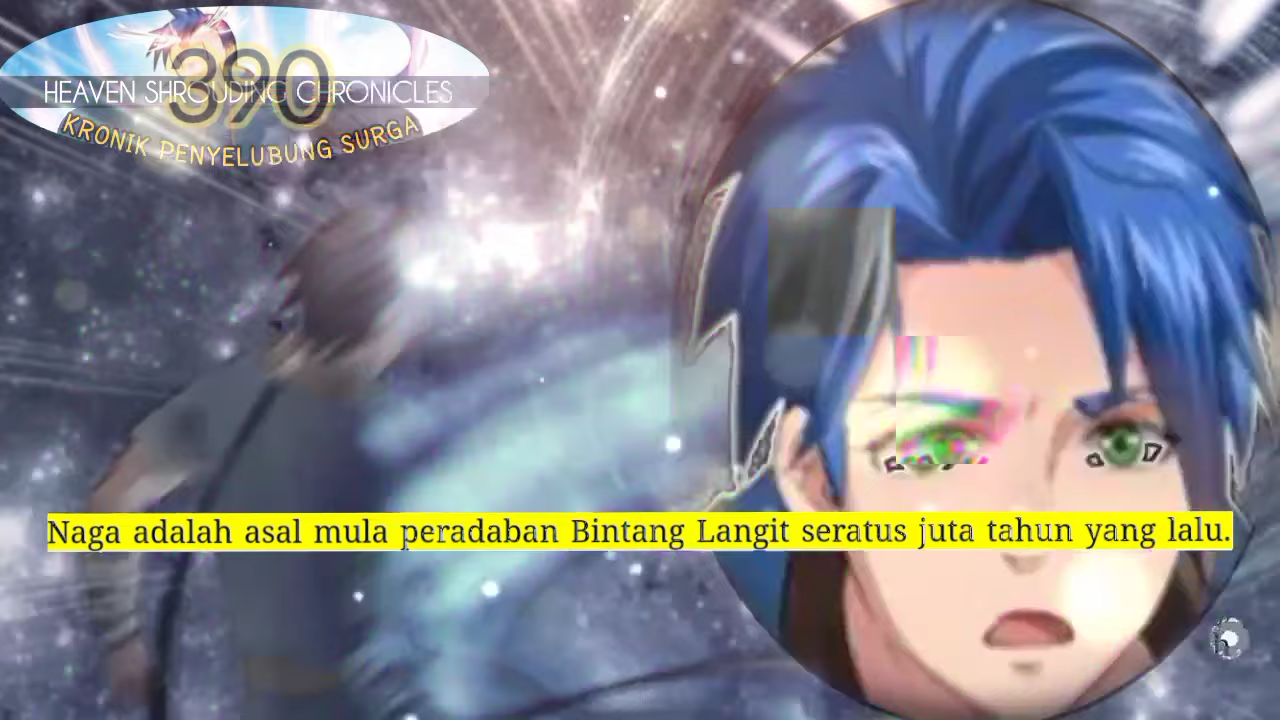 "390
HEAVEN SHROUDING CHRONICLES
KRONIK PENYELUBUNG SURGA
Naga adalah asal mula peradaban Bintang Langit seratus juta tahun yang lalu.